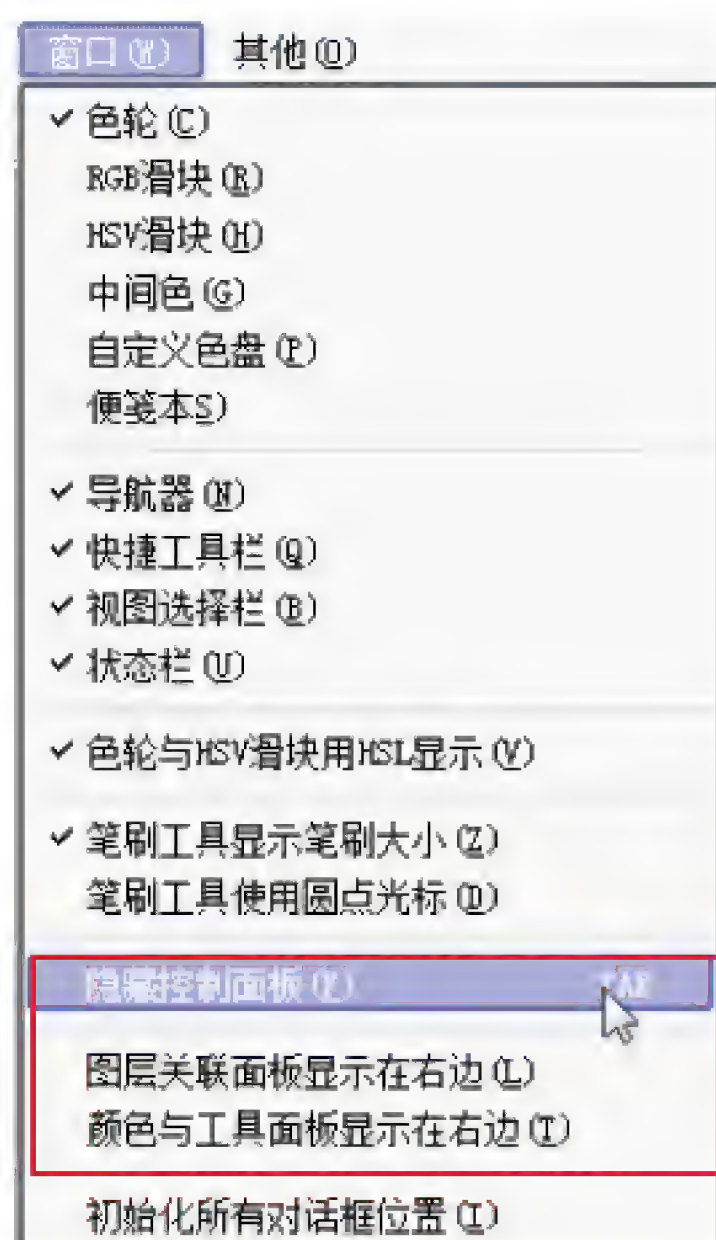 窗口(W) 其他(O)
✓ 色轮(C)
RGB滑块(R)
HSV滑块(H)
中间色(G)
自定义色盘(P)
便笺本S)
✓ 导航器(N)
✓ 快捷工具栏(Q)
✓ 视图选择栏(B)
✓ 状态栏(U)
✓ 色轮与HSV滑块用HSL显示(V)
✓ 笔刷工具显示笔刷大小(Z)
笔刷工具使用圆点光标(D)
隐藏控制面板 TAB
图层关联面板显示在右边(L)
颜色与工具面板显示在右边(T)
初始化所有对话框位置(I)